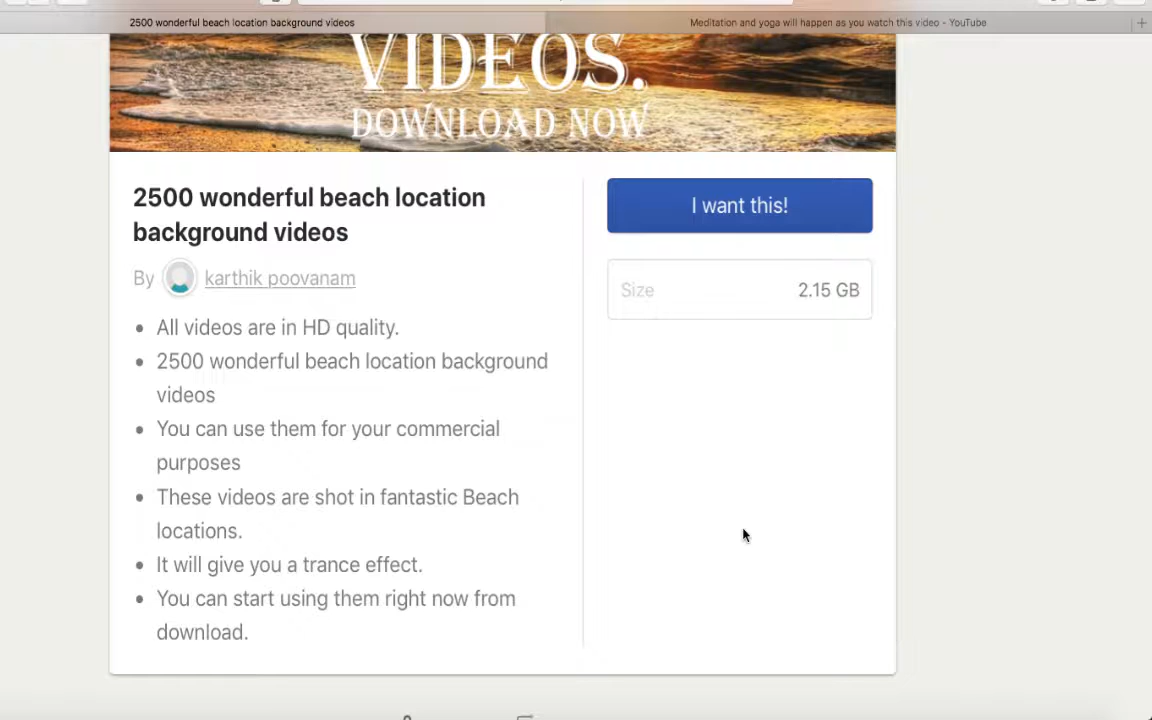 2500 wonderful beach location background videos
Meditation and yoga will happen as you watch this video - YouTube
+
VIDEOS.
DOWNLOAD NOW
2500 wonderful beach location
background videos
By karthik poovanam
• All videos are in HD quality.
• 2500 wonderful beach location background
videos
• You can use them for your commercial
purposes
• These videos are shot in fantastic Beach
locations.
• It will give you a trance effect.
• You can start using them right now from
download.
I want this!
Size 2.15 GB